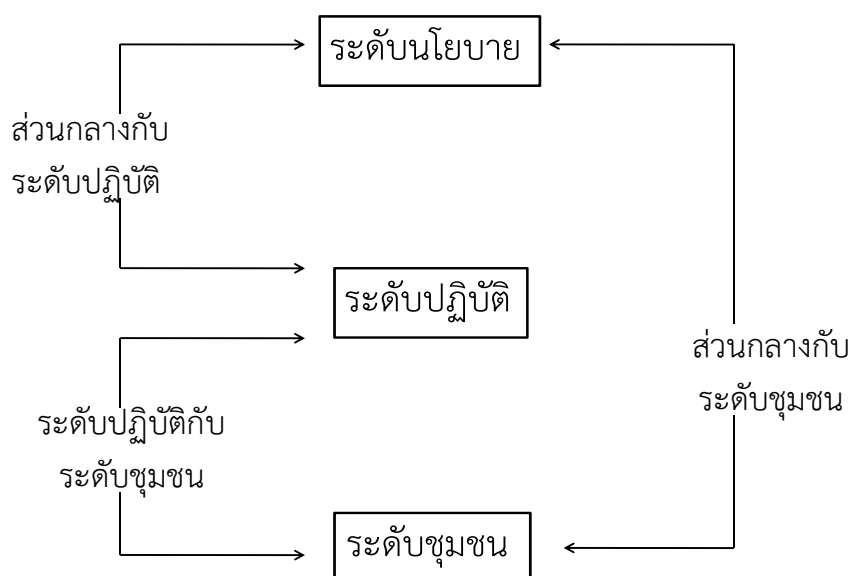 ระดับนโยบาย
ส่วนกลางกับ
ระดับปฏิบัติ
ระดับปฏิบัติ
ส่วนกลางกับ
ระดับชุมชน
ระดับปฏิบัติกับ
ระดับชุมชน
ระดับชุมชน